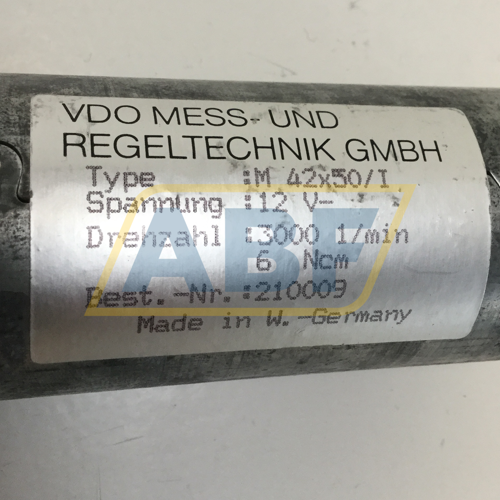 VDO MESS- UND
REGELTECHNIK GMBH
Type :M 42x50/I
Spannung :12 V-
Drehzahl :3000 1/min
6 Ncm
Best.-Nr.:210009
Made in W.-Germany
ABF